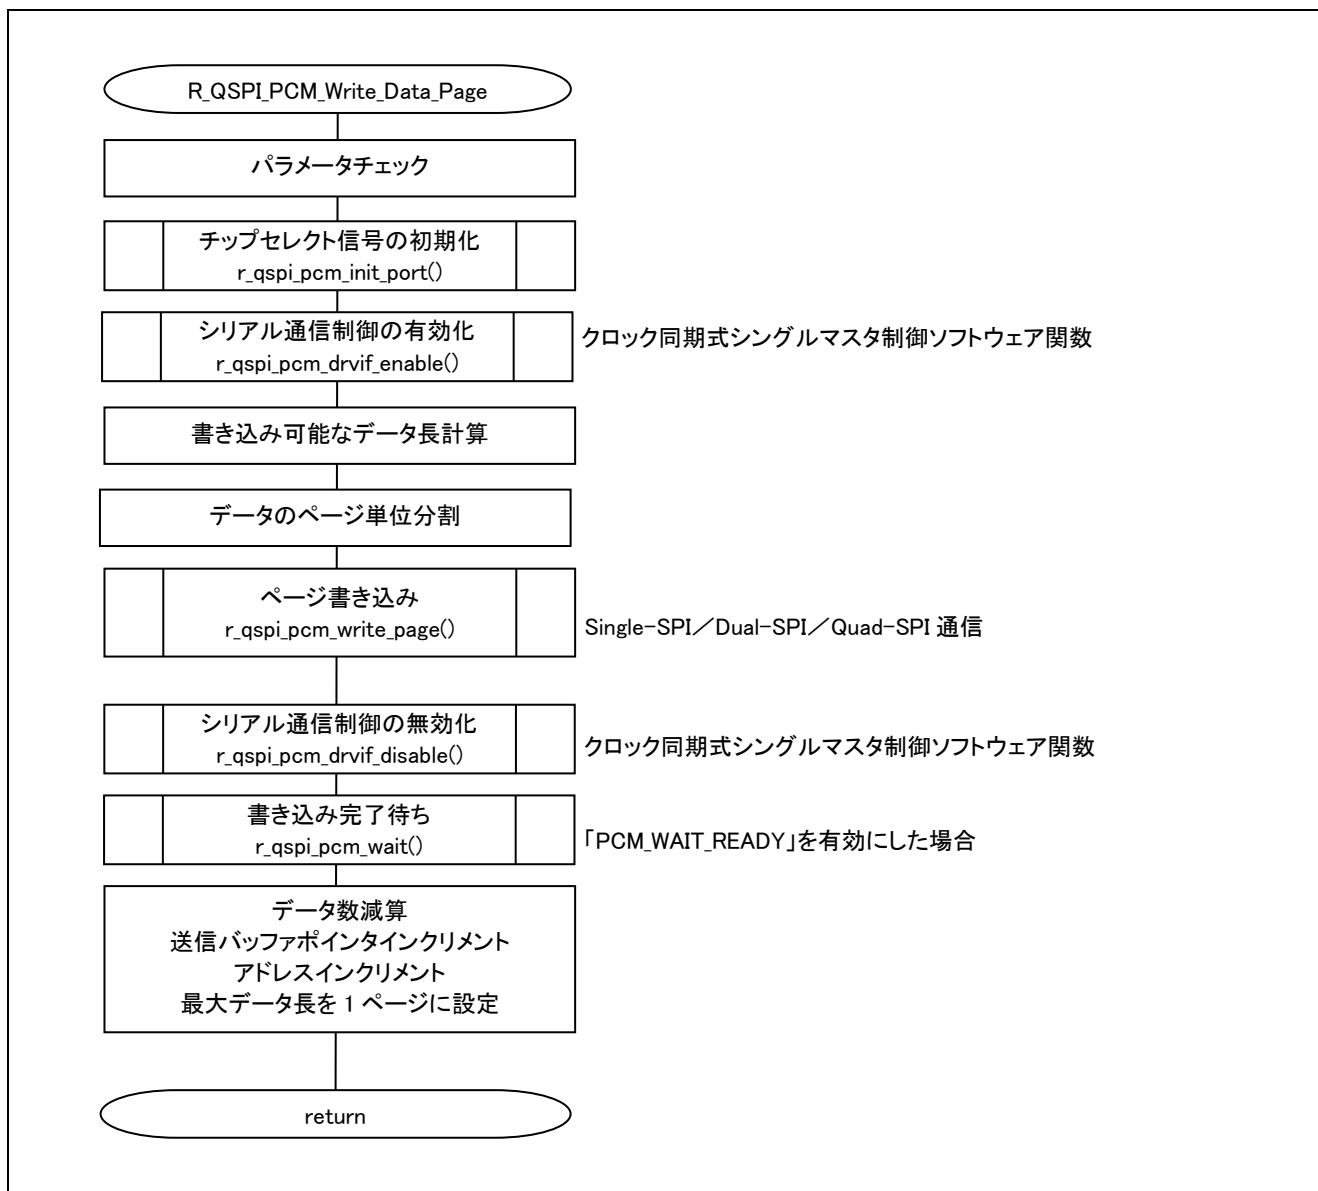 R_QSPI_PCM_Write_Data_Page
パラメータチェック
チップセレクト信号の初期化
r_qspi_pcm_init_port()
シリアル通信制御の有効化
r_qspi_pcm_drvif_enable()
クロック同期式シングルマスタ制御ソフトウェア関数
書き込み可能なデータ長計算
データのページ単位分割
ページ書き込み
r_qspi_pcm_write_page()
Single-SPI／Dual-SPI／Quad-SPI 通信
シリアル通信制御の無効化
r_qspi_pcm_drvif_disable()
クロック同期式シングルマスタ制御ソフトウェア関数
書き込み完了待ち
r_qspi_pcm_wait()
「PCM_WAIT_READY」を有効にした場合
データ数減算
送信バッファポインタインクリメント
アドレスインクリメント
最大データ長を 1 ページに設定
return